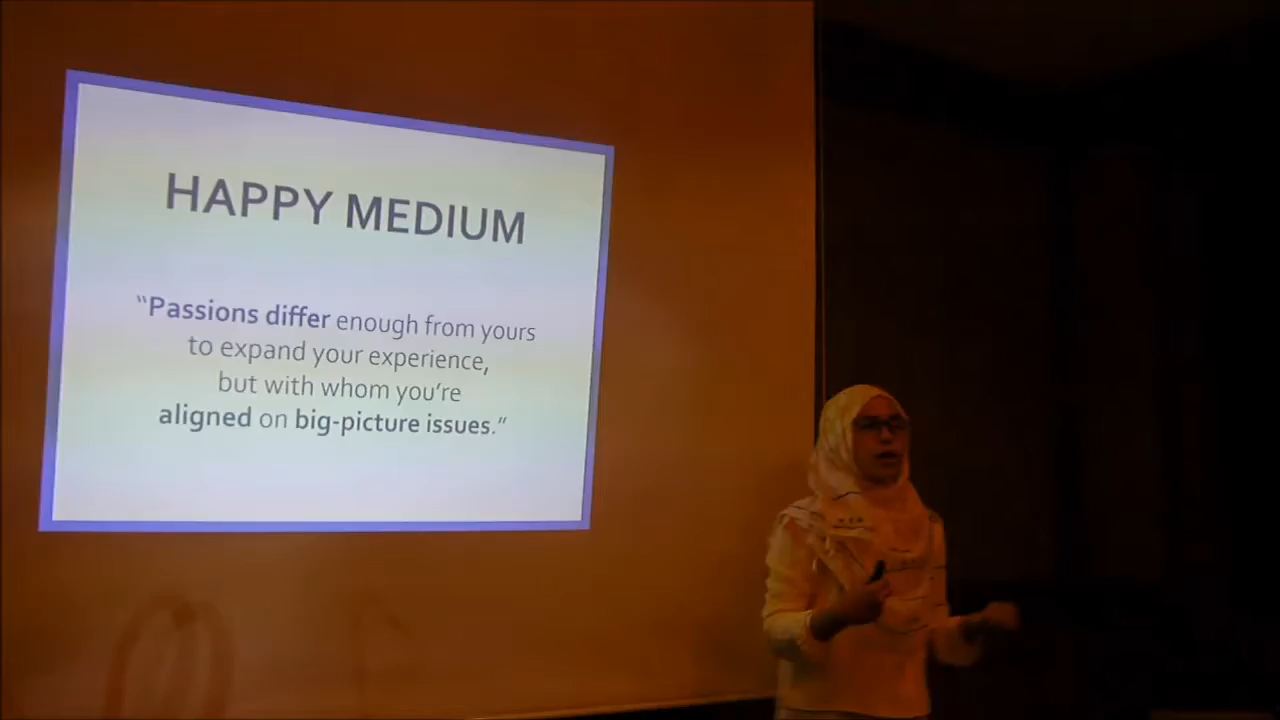 HAPPY MEDIUM
“Passions differ enough from yours
to expand your experience,
but with whom you’re
aligned on big-picture issues.”